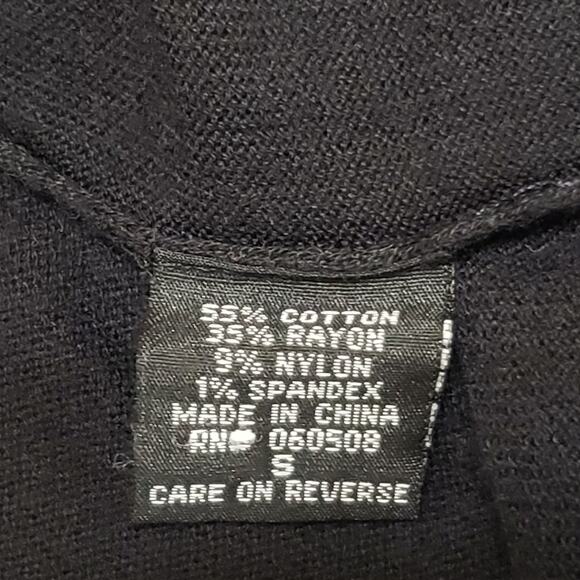 55% COTTON
35% RAYON
9% NYLON
1% SPANDEX
MADE IN CHINA
RN# 060508
S
CARE ON REVERSE